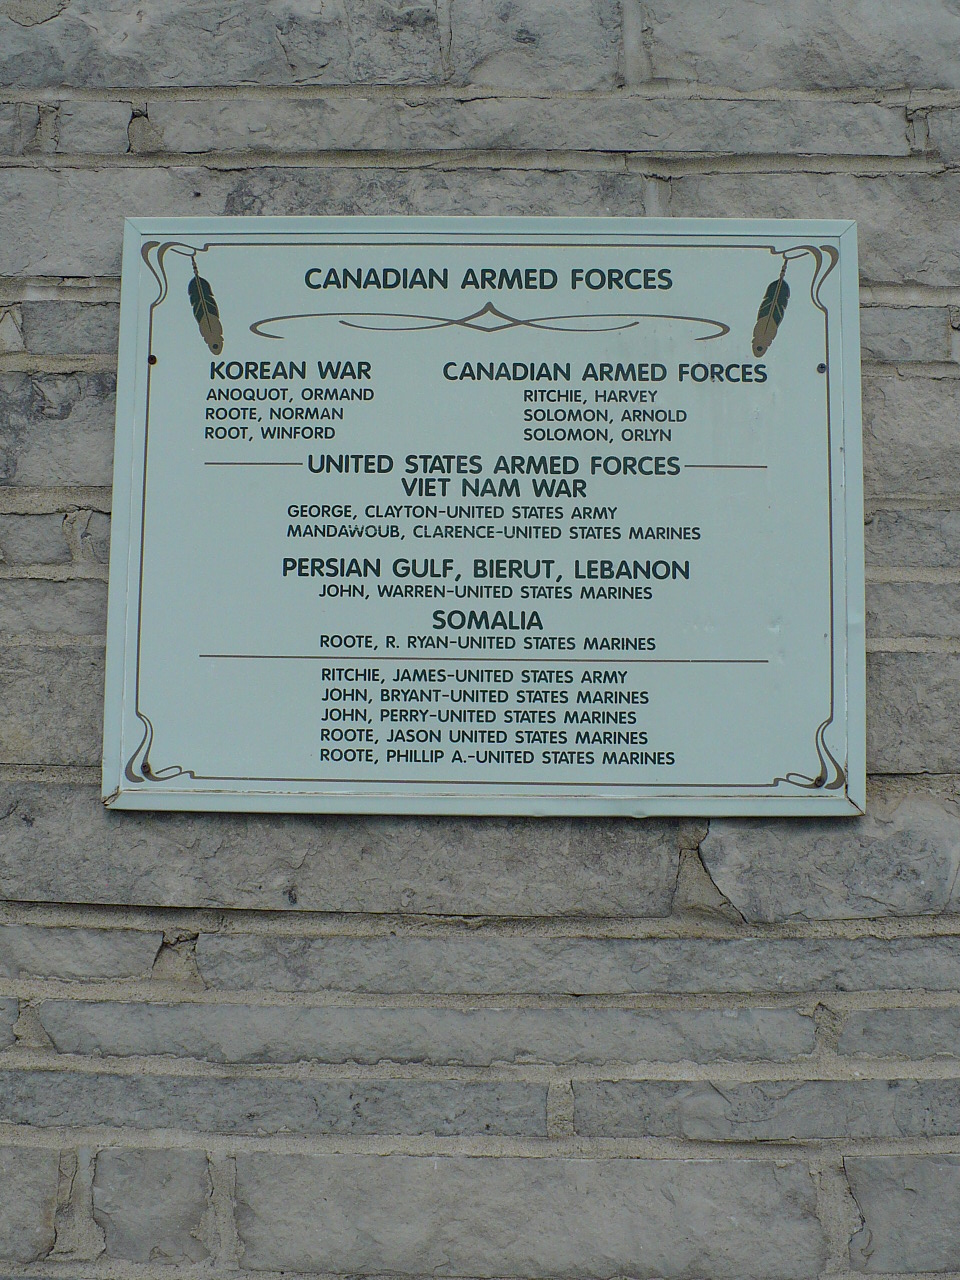 CANADIAN ARMED FORCES
KOREAN WAR
ANOQUOT, ORMAND
ROOTE, NORMAN
ROOT, WINFORD
CANADIAN ARMED FORCES
RITCHIE, HARVEY
SOLOMON, ARNOLD
SOLOMON, ORLYN
UNITED STATES ARMED FORCES
VIET NAM WAR
GEORGE, CLAYTON-UNITED STATES ARMY
MANDAWOUB, CLARENCE-UNITED STATES MARINES
PERSIAN GULF, BIERUT, LEBANON
JOHN, WARREN-UNITED STATES MARINES
SOMALIA
ROOTE, R. RYAN-UNITED STATES MARINES
RITCHIE, JAMES-UNITED STATES ARMY
JOHN, BRYANT-UNITED STATES MARINES
JOHN, PERRY-UNITED STATES MARINES
ROOTE, JASON UNITED STATES MARINES
ROOTE, PHILLIP A.-UNITED STATES MARINES